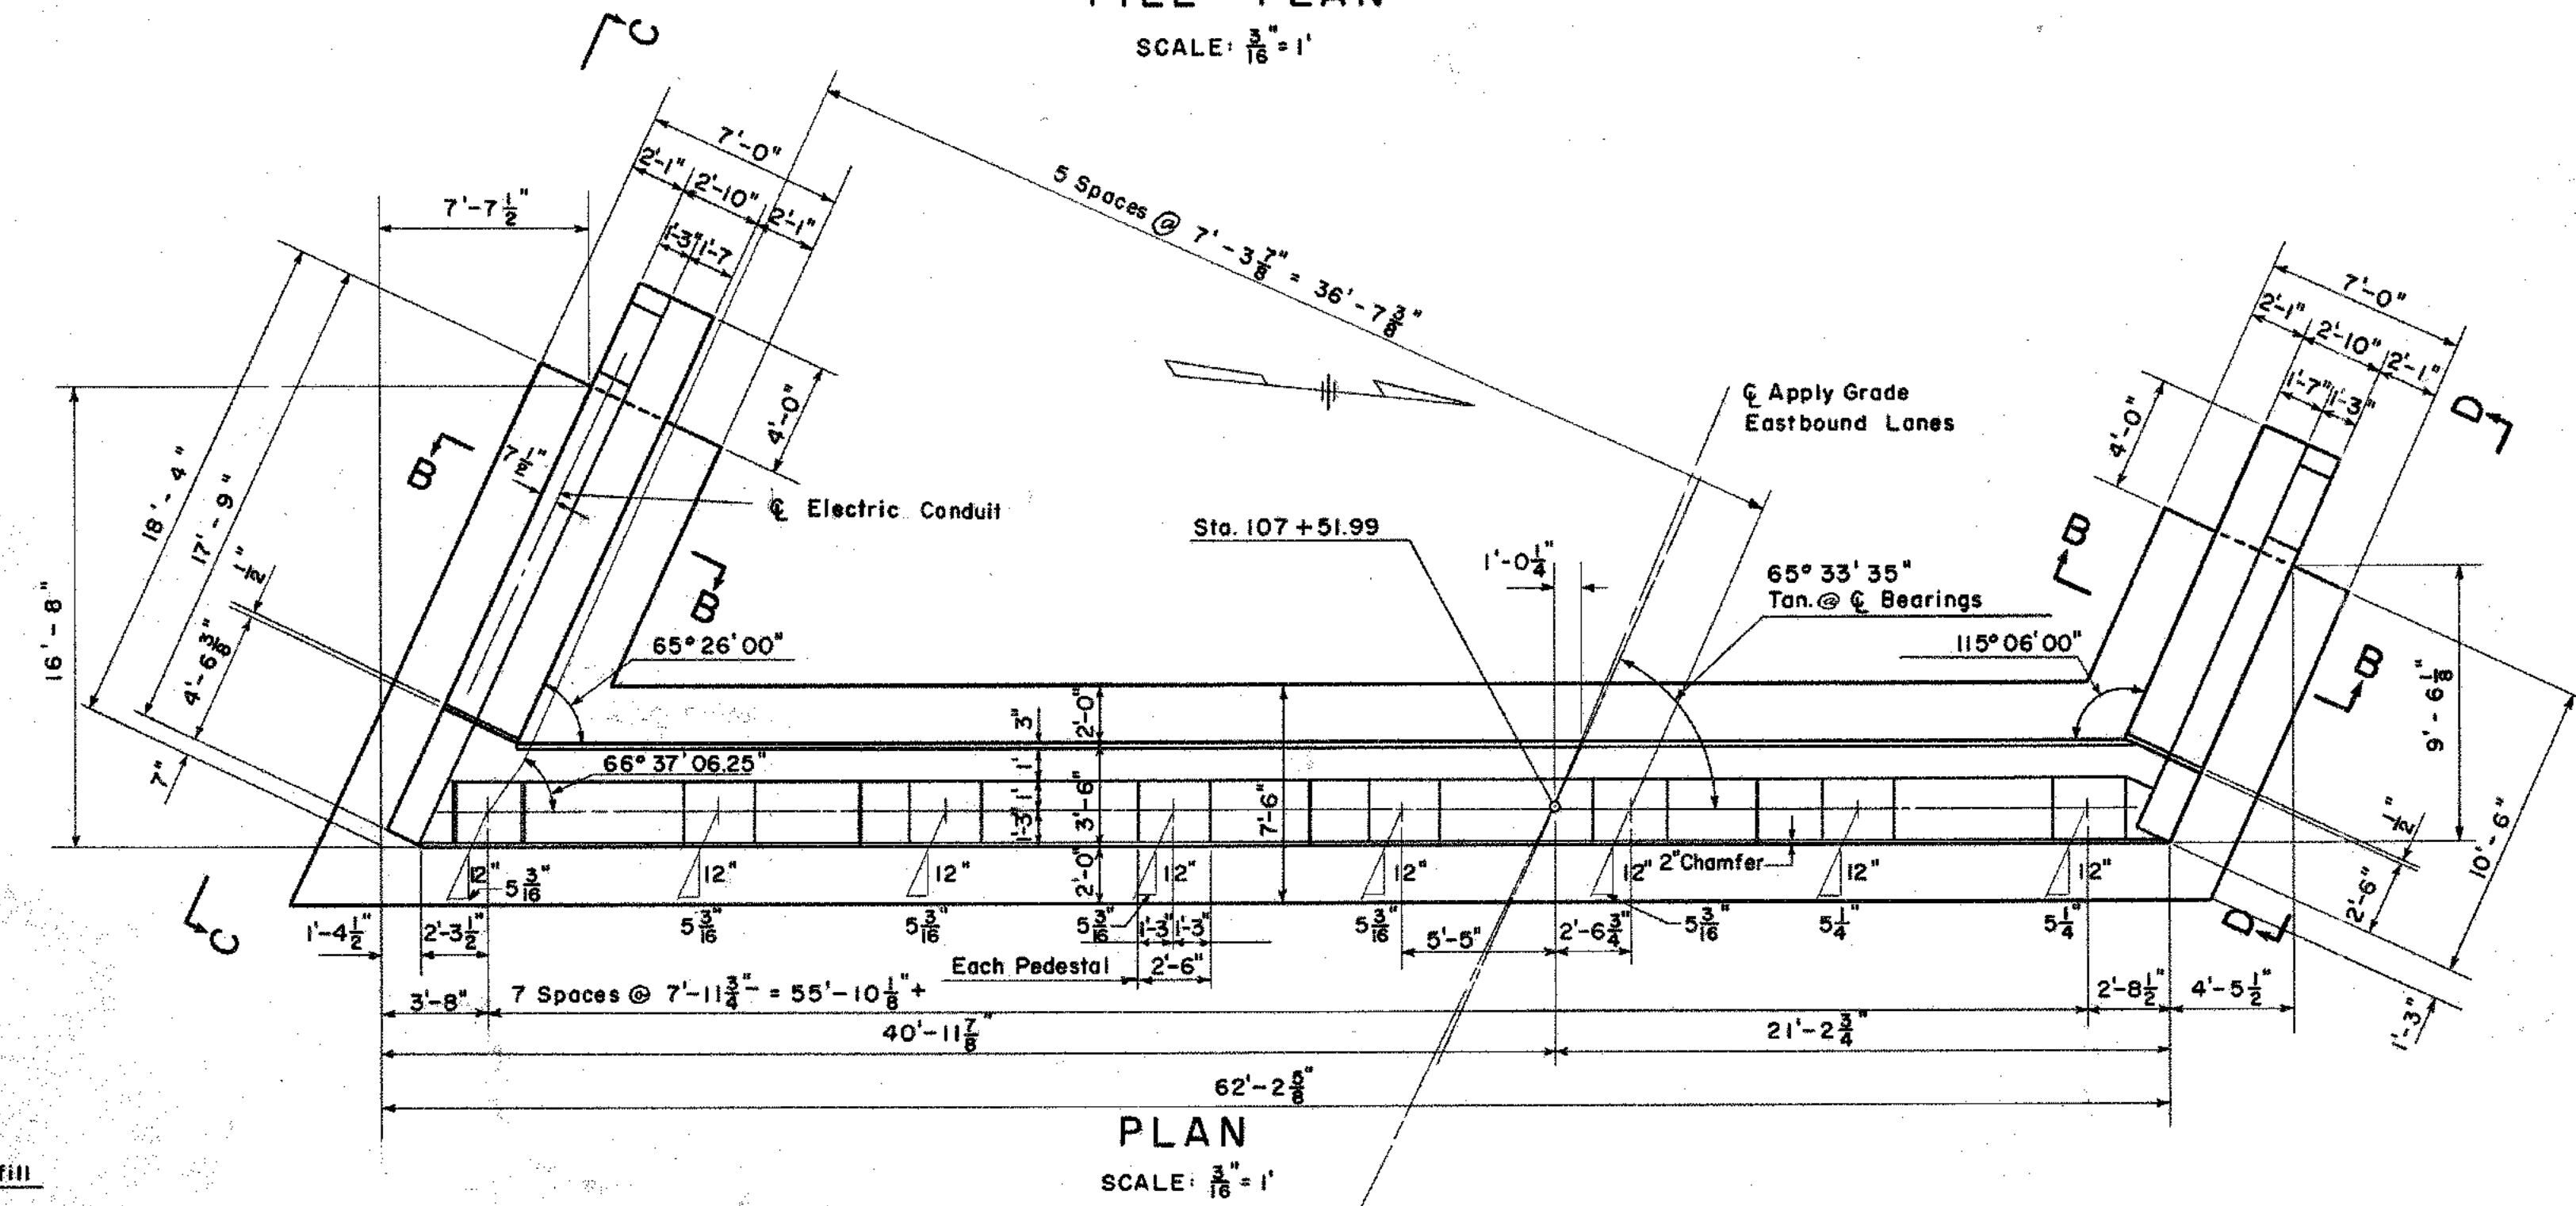 SCALE: 3/16" = 1'
C
7'-0"
2'-1"
2'-10"
2'-1"
1'-3"
1'-7
7'-7 1/2"
5 Spaces @ 7'-3 7/8" = 36'-7 3/8"
7'-0"
2'-1"
2'-10"
2'-1"
1'-7"
1'-3"
D
4'-0"
4'-0"
℄ Apply Grade
Eastbound Lanes
B
7 1/2"
℄ Electric Conduit
18'-4"
17'-9"
1/2"
4'-6 3/8"
7"
16'-8"
B
Sta. 107+51.99
1'-0 1/4"
65° 33' 35"
Tan. @ ℄ Bearings
B
B
65° 26' 00"
115° 06' 00"
9'-6 1/8"
10'-6"
1/2"
2'-6"
1'-3"
66° 37' 06.25"
3"
2'-0"
1'
1'
1'-3"
3'-6"
7'-6"
2'-0"
2" Chamfer
12"
12"
12"
12"
12"
12"
12"
12"
5 3/16"
5 3/16"
5 3/16"
5 3/16"
5 3/16"
5 3/16"
5 1/4"
5 1/4"
C
D
1'-4 1/2"
2'-3 1/2"
1'-3"
1'-3"
5'-5"
2'-6 3/4"
Each Pedestal
2'-6"
3'-8"
7 Spaces @ 7'-11 3/4"- = 55'-10 1/8"+
2'-8 1/2"
4'-5 1/2"
40'-11 7/8"
21'-2 3/4"
62'-2 5/8"
PLAN
SCALE: 3/16" = 1'
fill